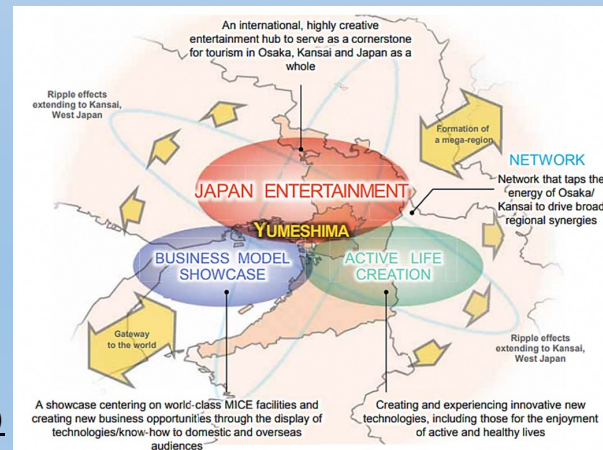 An international, highly creative
entertainment hub to serve as a cornerstone
for tourism in Osaka, Kansai and Japan as a
whole
Ripple effects
extending to Kansai,
West Japan
Formation of
a mega-region
NETWORK
Network that taps the
energy of Osaka/
Kansai to drive broad
regional synergies
JAPAN ENTERTAINMENT
YUMESHIMA
BUSINESS MODEL
SHOWCASE
ACTIVE LIFE
CREATION
Gateway
to the world
Ripple effects
extending to Kansai,
West Japan
A showcase centering on world-class MICE facilities and
creating new business opportunities through the display of
technologies/know-how to domestic and overseas
audiences
Creating and experiencing innovative new
technologies, including those for the enjoyment
of active and healthy lives